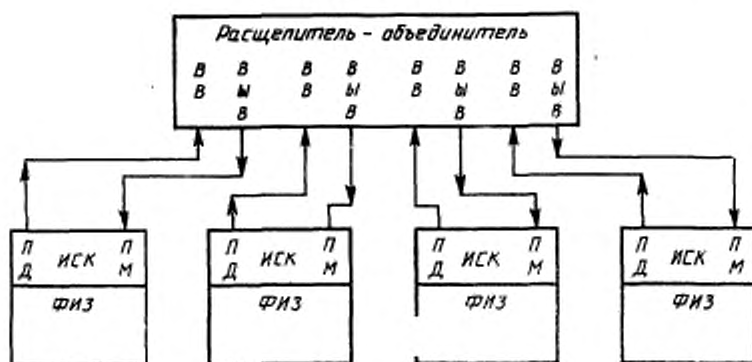 Расщепитель - объединитель
В В В В В В В В
В Ы В Ы В Ы В Ы
В В В В
П ИСК П П ИСК П П ИСК П П ИСК П
Д М Д М Д М Д М
ФИЗ ФИЗ ФИЗ ФИЗ